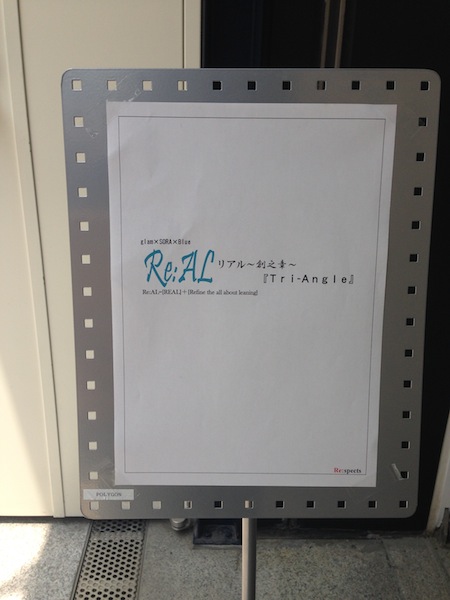 glam×SORA×Blue
Re:AL リアル～創之章～
『Tri-Angle』
Re:AL=[REAL]+[Refine the all about leaning]
Re:spects
POLYGON